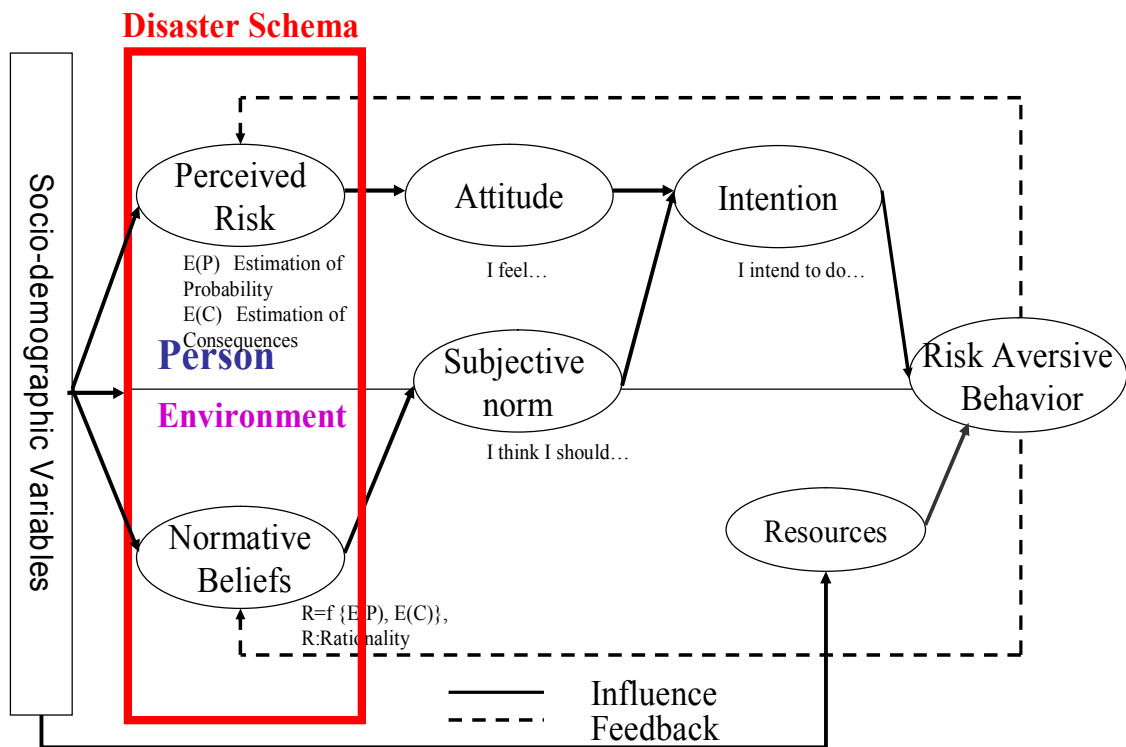 Disaster Schema
Socio-demographic Variables
Perceived
Risk
E(P) Estimation of
Probability
E(C) Estimation of
Consequences
Person
Environment
Normative
Beliefs
R=f {E(P), E(C)},
R:Rationality
Attitude
I feel…
Subjective
norm
I think I should…
Intention
I intend to do…
Risk Aversive
Behavior
Resources
Influence
Feedback